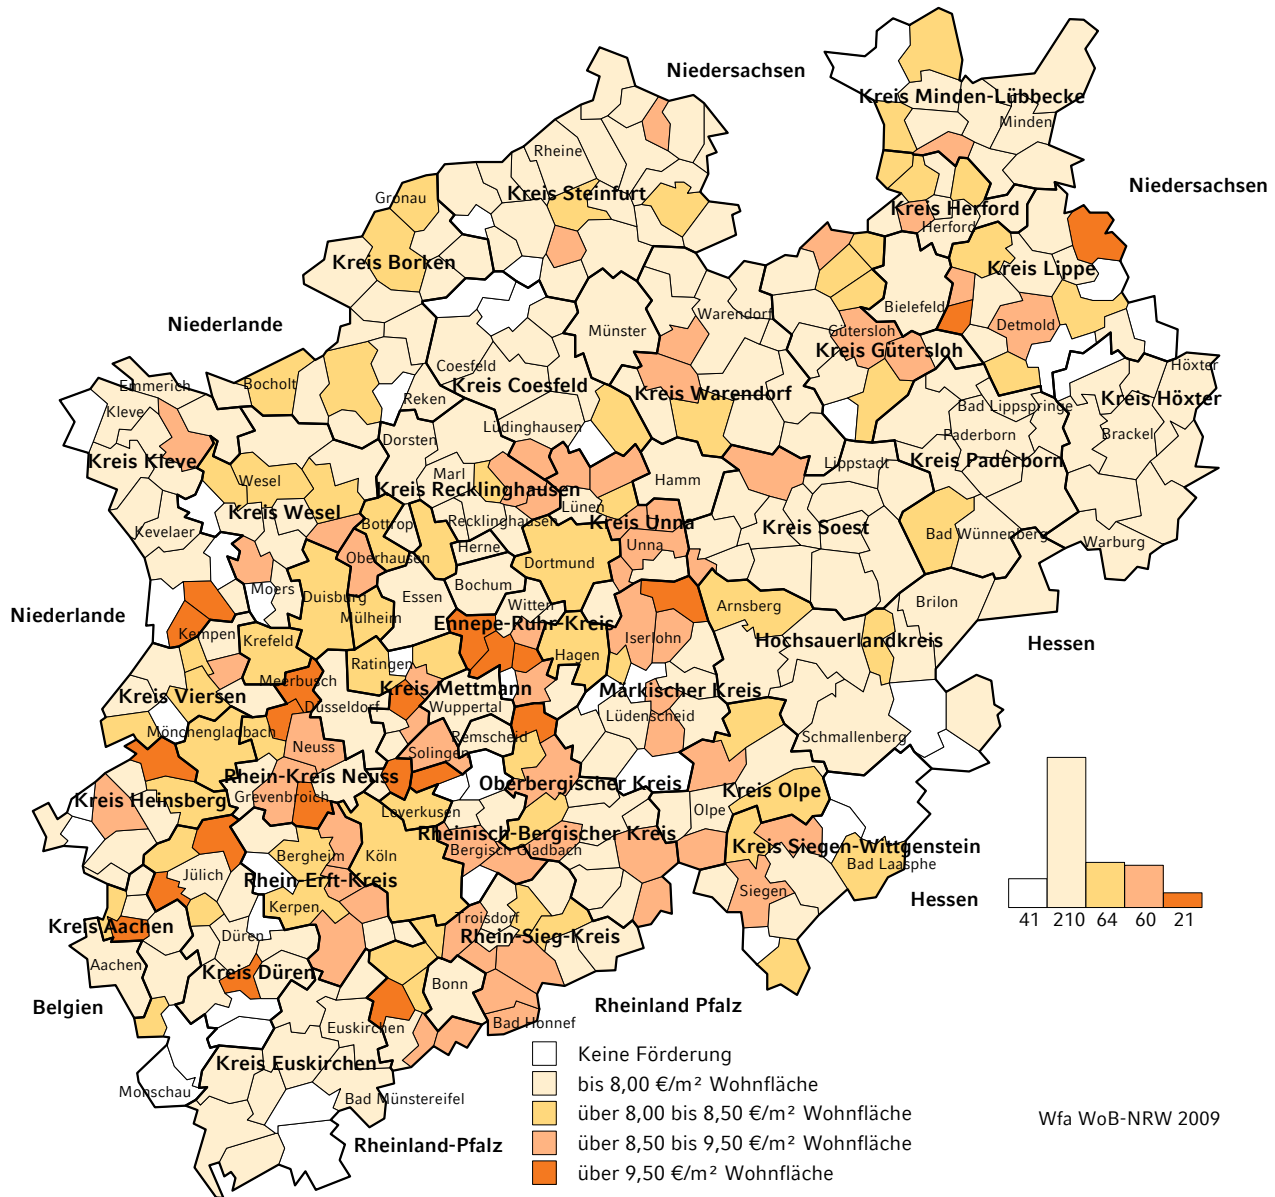 Niedersachsen
Kreis Minden-Lübbecke
Minden
Rheine
Niedersachsen
Kreis Steinfurt
Gronau
Kreis Herford
Herford
Kreis Borken
Kreis Lippe
Bielefeld
Warendorf
Niederlande
Münster
Gütersloh
Detmold
Kreis Gütersloh
Coesfeld
Höxter
Emmerich
Bocholt
Kreis Coesfeld
Kreis Warendorf
Reken
Kreis Höxter
Kleve
Bad Lippspringe
Lüdinghausen
Paderborn
Brackel
Dorsten
Kreis Kleve
Kreis Paderborn
Lippstadt
Marl
Wesel
Hamm
Kreis Recklinghausen
Lünen
Kreis Wesel
Bottrop
Recklinghausen
Kreis Unna
Kreis Soest
Kevelaer
Bad Wünnenberg
Warburg
Herne
Unna
Oberhausen
Dortmund
Bochum
Moers
Duisburg
Essen
Witten
Arnsberg
Brilon
Niederlande
Mülheim
Ennepe-Ruhr-Kreis
Kempen
Krefeld
Iserlohn
Hochsauerlandkreis
Hessen
Hagen
Ratingen
Meerbusch
Kreis Mettmann
Märkischer Kreis
Kreis Viersen
Düsseldorf
Wuppertal
Lüdenscheid
Mönchengladbach
Remscheid
Schmallenberg
Neuss
Solingen
Rhein-Kreis Neuss
Oberbergischer Kreis
Kreis Olpe
Kreis Heinsberg
Grevenbroich
Leverkusen
Olpe
Rheinisch-Bergischer Kreis
Kreis Siegen-Wittgenstein
Bergheim
Köln
Bergisch Gladbach
Bad Laasphe
Jülich
Rhein-Erft-Kreis
Siegen
Hessen
Kerpen
41 210 64 60 21
Troisdorf
Kreis Aachen
Düren
Rhein-Sieg-Kreis
Aachen
Kreis Düren
Bonn
Belgien
Rheinland Pfalz
Euskirchen
Bad Honnef
Keine Förderung
Kreis Euskirchen
bis 8,00 €/m² Wohnfläche
Monschau
Bad Münstereifel
über 8,00 bis 8,50 €/m² Wohnfläche
Wfa WoB-NRW 2009
Rheinland-Pfalz
über 8,50 bis 9,50 €/m² Wohnfläche
über 9,50 €/m² Wohnfläche